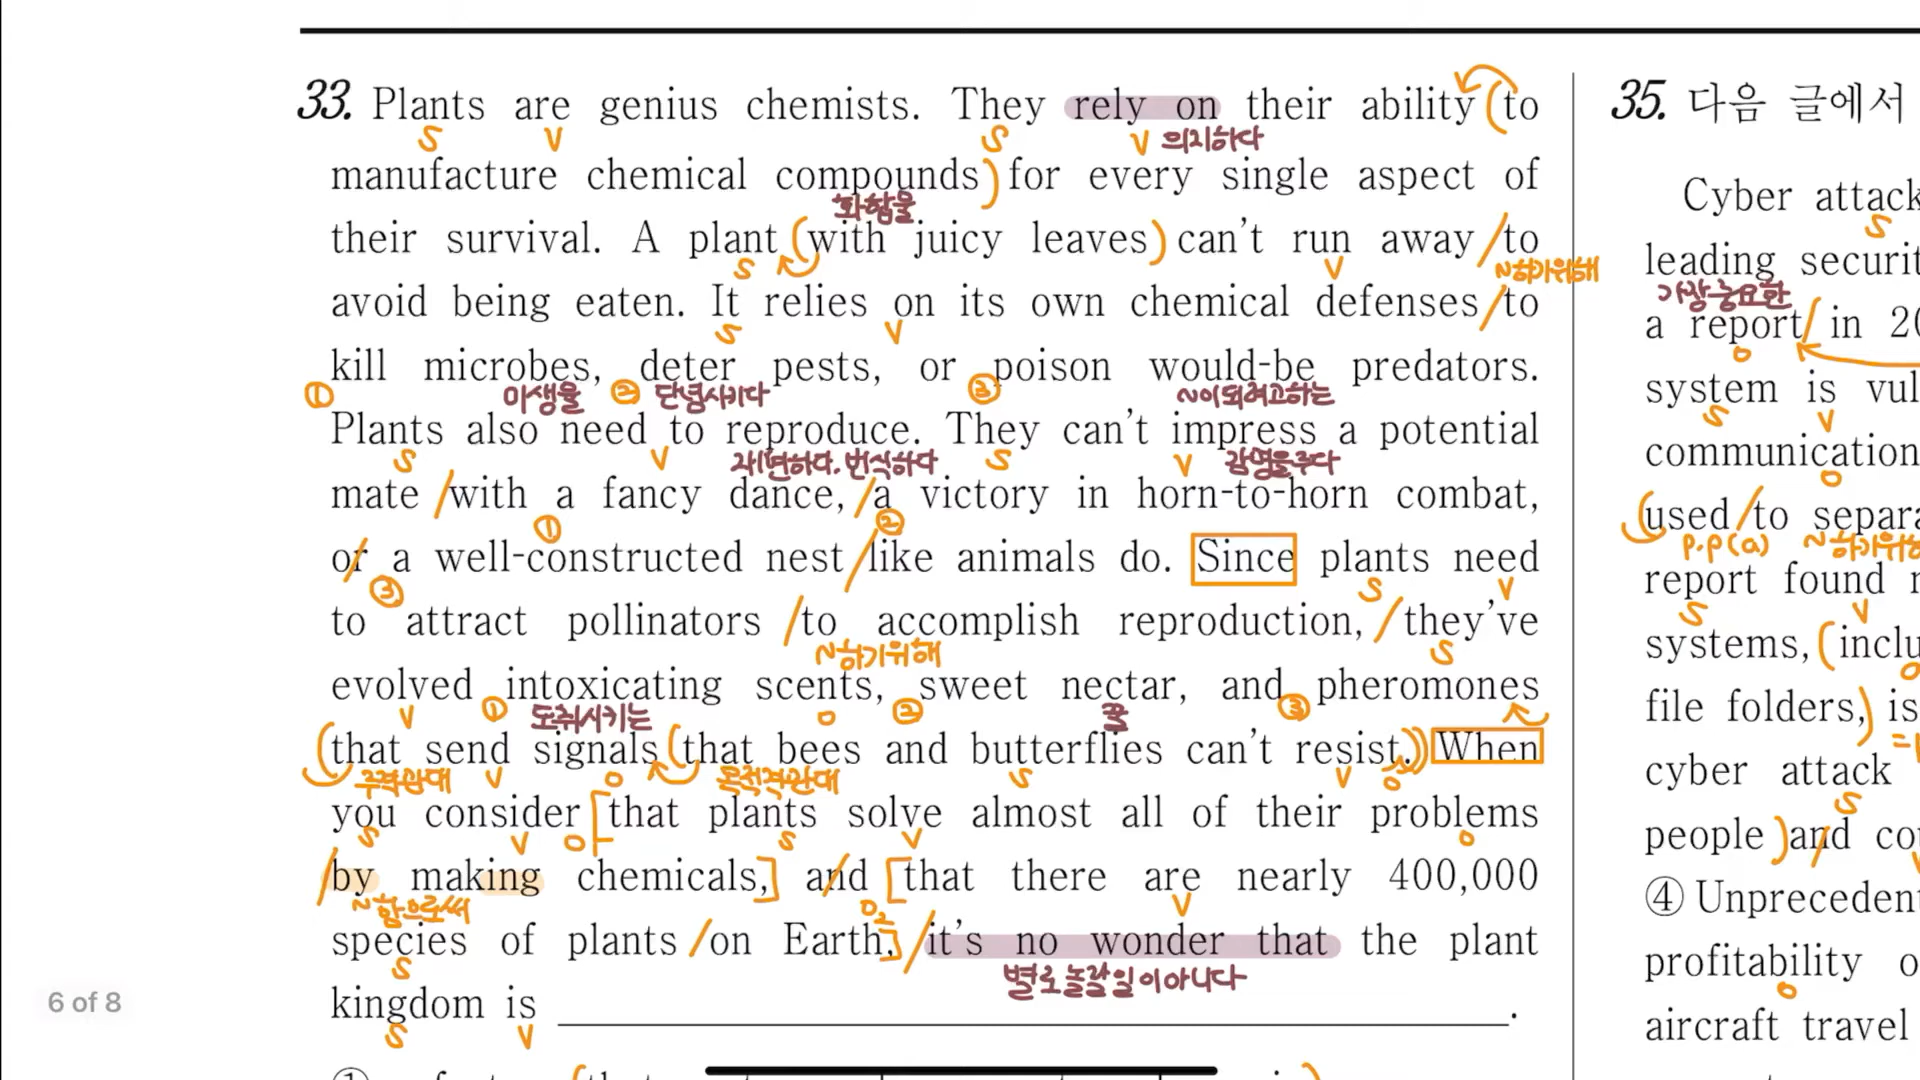 33. Plants are genius chemists. They rely on their ability (to
S V S V 의지하다
manufacture chemical compounds) for every single aspect of
화합물
their survival. A plant (with juicy leaves) can't run away / to
S V ~하기위해
avoid being eaten. It relies on its own chemical defenses / to
S V
kill microbes, deter pests, or poison would-be predators.
① 미생물 ② 단념시키다 ③ ~이되려고하는
Plants also need to reproduce. They can't impress a potential
S V 재현하다. 번식하다 S V 감명을주다
mate / with a fancy dance, / a victory in horn-to-horn combat,
① ②
or a well-constructed nest / like animals do. Since plants need
③ S V
to attract pollinators / to accomplish reproduction, / they've
~하기위해 S
evolved intoxicating scents, sweet nectar, and pheromones
V ① 도취시키는 O ② 꿀 ③
(that send signals (that bees and butterflies can't resist.)) When
주격관대 V O 목적격관대 S V
you consider [that plants solve almost all of their problems
S V O S V O
/ by making chemicals,] and [that there are nearly 400,000
~함으로써 O2 V
species of plants / on Earth,] / it's no wonder that the plant
S 별로놀랄일이아니다
kingdom is ____________.
S V
6 of 8
35. 다음 글에서
Cyber attack
S
leading securit
가장중요한
a report / in 20
O
system is vul
S V
communication
O
(used / to separa
P.P(a) ~하기위해
report found
S V
systems, (inclu
O
file folders,) is
cyber attack
S
people) and co
④ Unprecedent
profitability o
O
aircraft travel